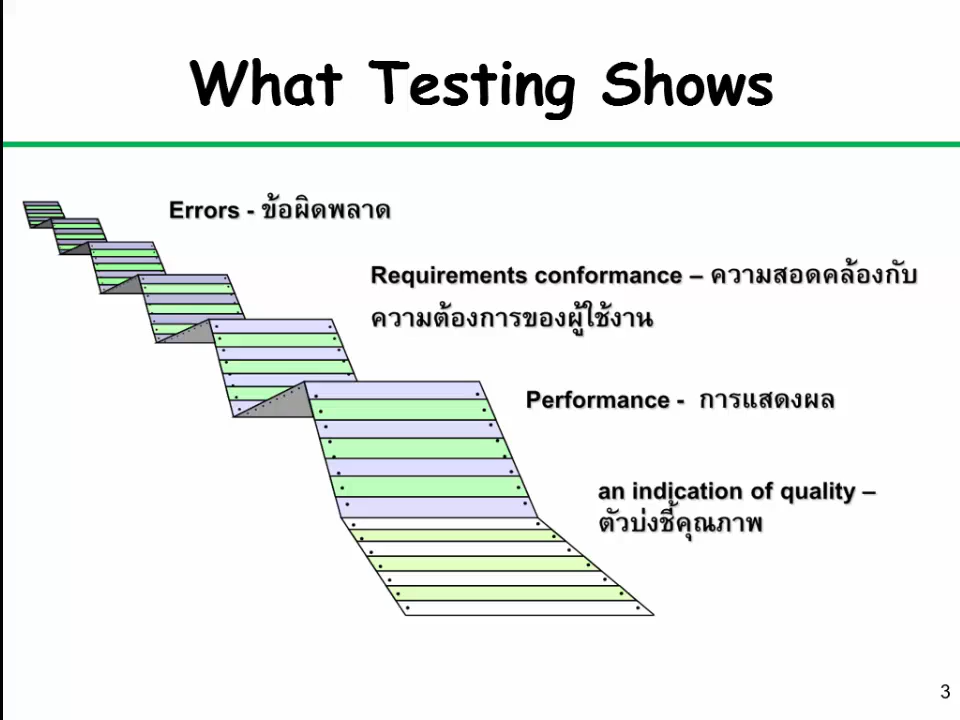 What Testing Shows
Errors - ข้อผิดพลาด
Requirements conformance – ความสอดคล้องกับ
ความต้องการของผู้ใช้งาน
Performance - การแสดงผล
an indication of quality –
ตัวบ่งชี้คุณภาพ
3